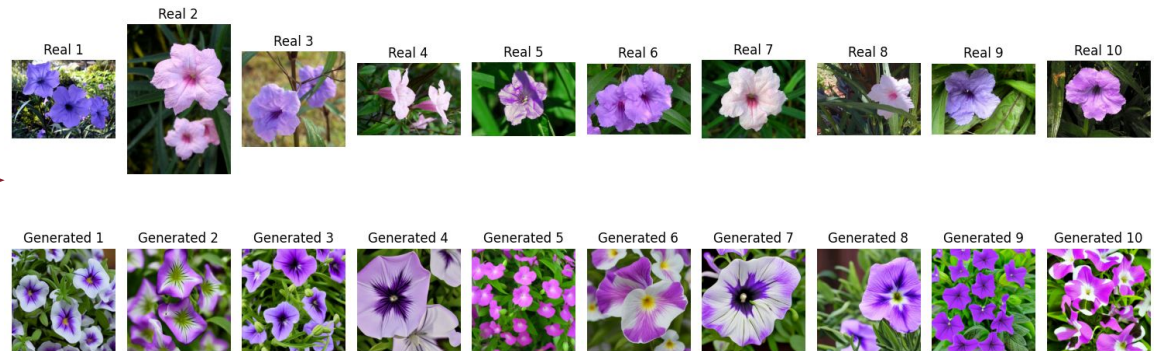 Real 1
Real 2
Real 3
Real 4
Real 5
Real 6
Real 7
Real 8
Real 9
Real 10
Generated 1
Generated 2
Generated 3
Generated 4
Generated 5
Generated 6
Generated 7
Generated 8
Generated 9
Generated 10